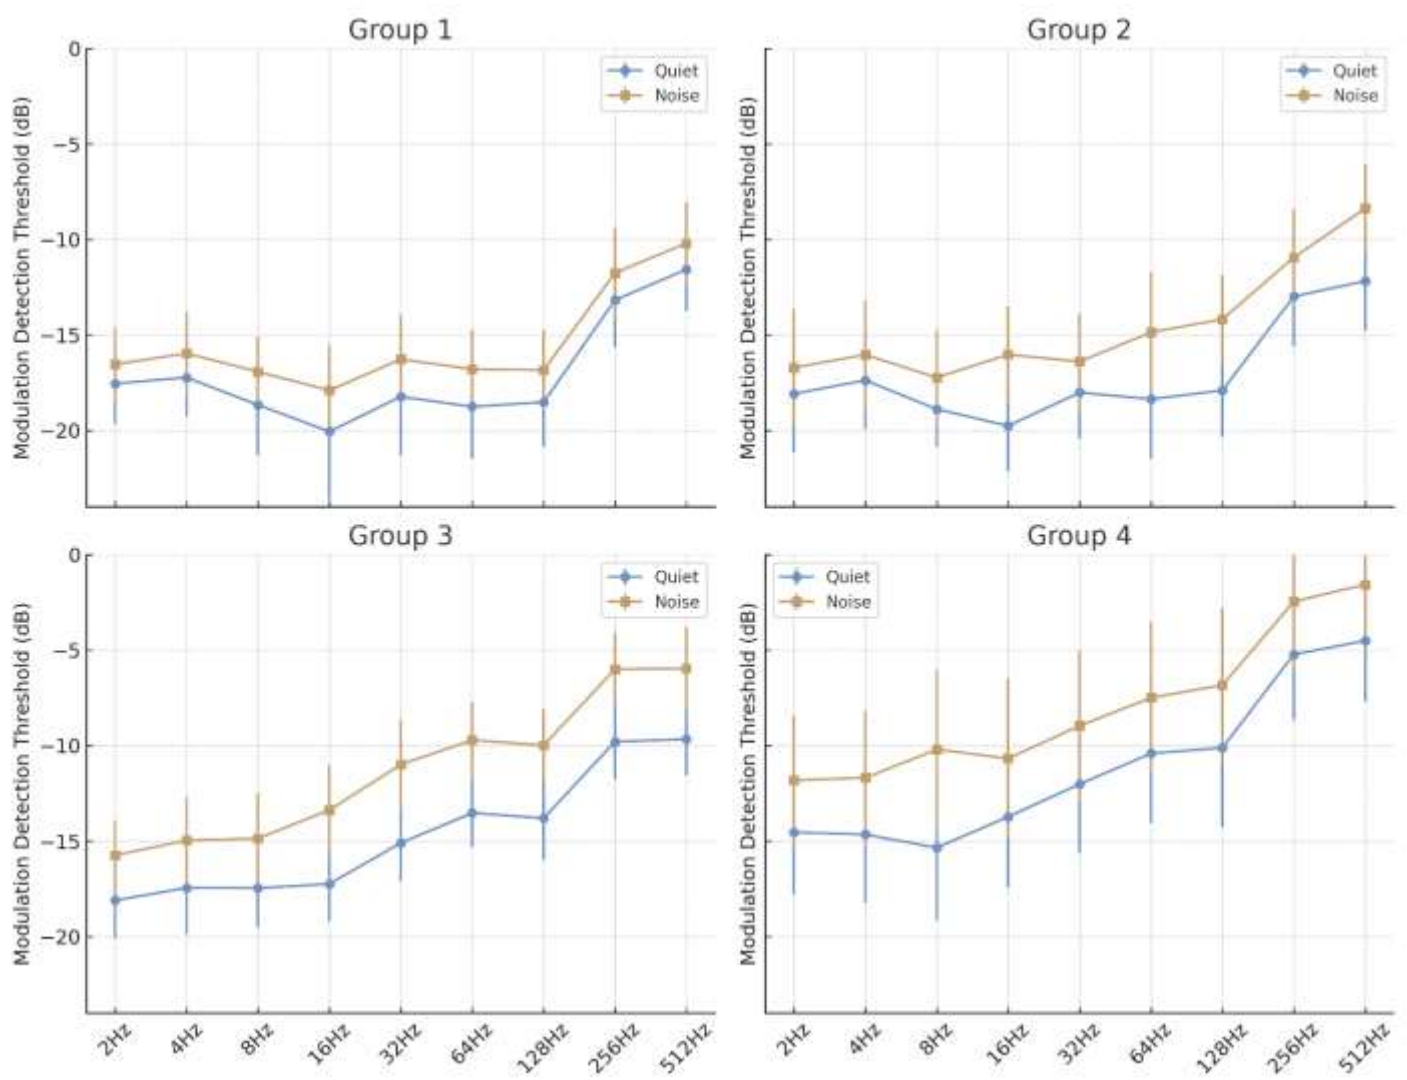 Group 1
Quiet
Noise
Modulation Detection Threshold (dB)
0
−5
−10
−15
−20
Group 2
Quiet
Noise
Modulation Detection Threshold (dB)
Group 3
Quiet
Noise
Modulation Detection Threshold (dB)
0
−5
−10
−15
−20
2Hz
4Hz
8Hz
16Hz
32Hz
64Hz
128Hz
256Hz
512Hz
Group 4
Quiet
Noise
Modulation Detection Threshold (dB)
2Hz
4Hz
8Hz
16Hz
32Hz
64Hz
128Hz
256Hz
512Hz